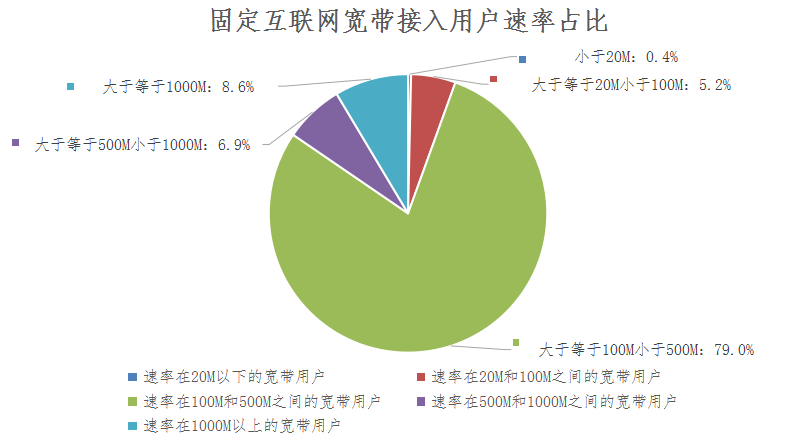 固定互联网宽带接入用户速率占比
小于20M：0.4%
大于等于1000M：8.6%
大于等于20M小于100M：5.2%
大于等于500M小于1000M：6.9%
大于等于100M小于500M：79.0%
速率在20M以下的宽带用户
速率在20M和100M之间的宽带用户
速率在100M和500M之间的宽带用户
速率在500M和1000M之间的宽带用户
速率在1000M以上的宽带用户